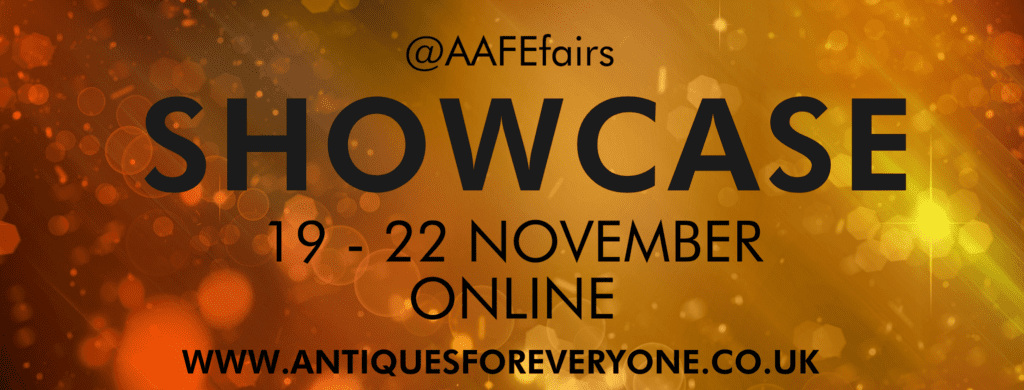 @AAFEfairs
SHOWCASE
19 - 22 NOVEMBER
ONLINE
WWW.ANTIQUESFOREVERYONE.CO.UK